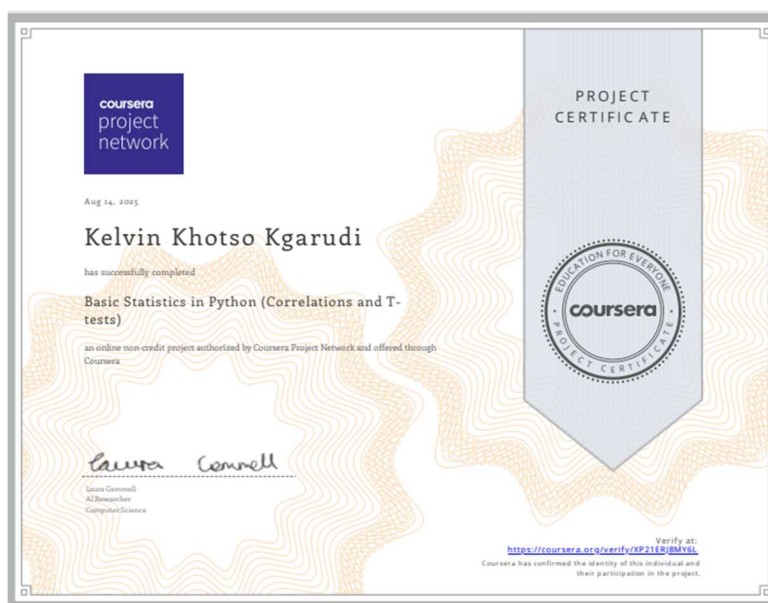 coursera
project
network
PROJECT
CERTIFICATE
Aug 14, 2025
Kelvin Khotso Kgarudi
has successfully completed
Basic Statistics in Python (Correlations and T-
tests)
an online non-credit project authorized by Coursera Project Network and offered through
Coursera
EDUCATION FOR EVERYONE
coursera
PROJECT CERTIFICATE
Laura Gemmell
Laura Gemmell
AI Researcher
Computer Science
Verify at:
https://coursera.org/verify/XP21ERJ8MY6L
Coursera has confirmed the identity of this individual and
their participation in the project.